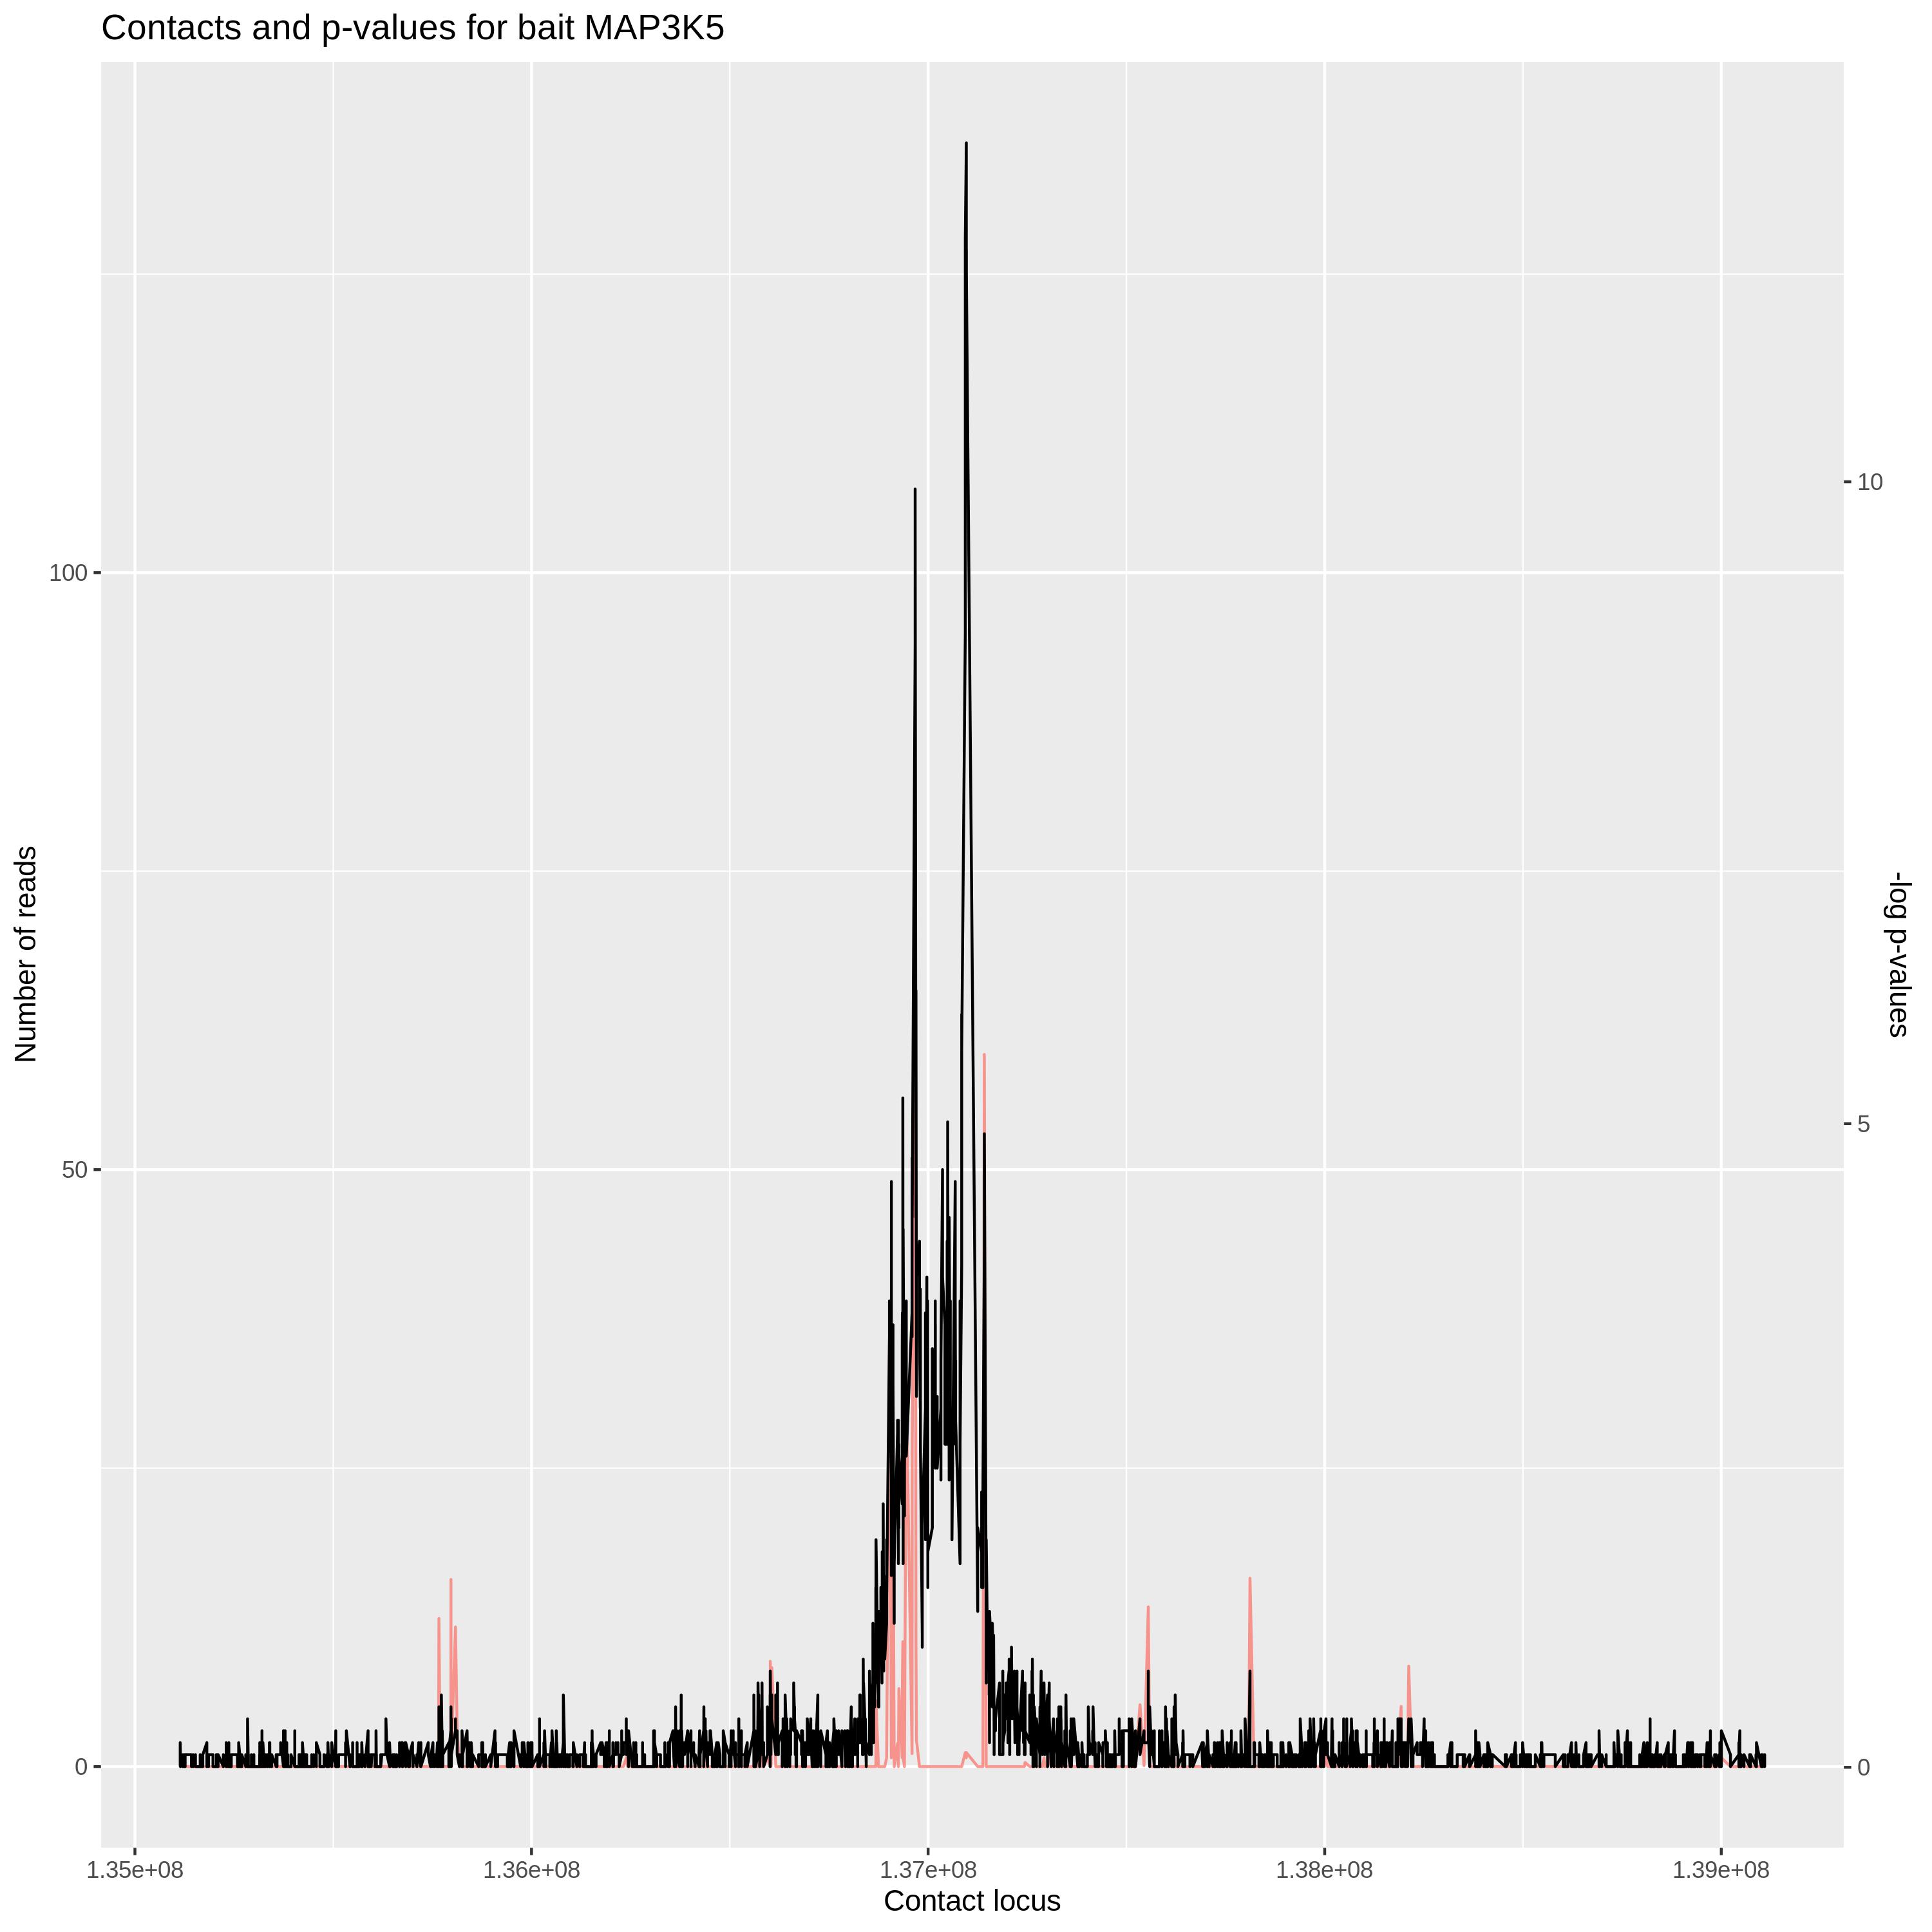 Contacts and p-values for bait MAP3K5
Number of reads
100
50
0
10
5
0
-log p-values
1.35e+08
1.36e+08
1.37e+08
1.38e+08
1.39e+08
Contact locus